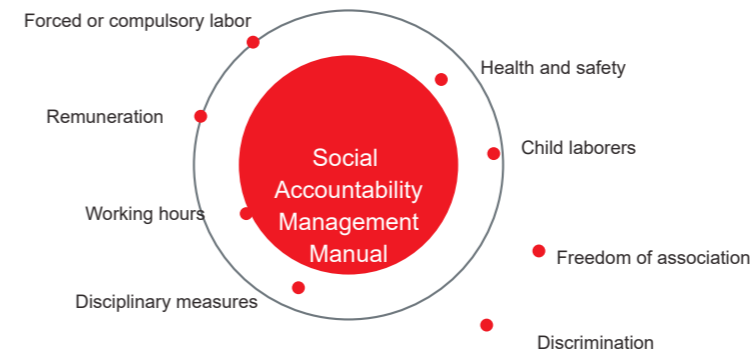 Forced or compulsory labor
Health and safety
Remuneration
Child laborers
Social
Accountability
Management
Manual
Working hours
Freedom of association
Disciplinary measures
Discrimination